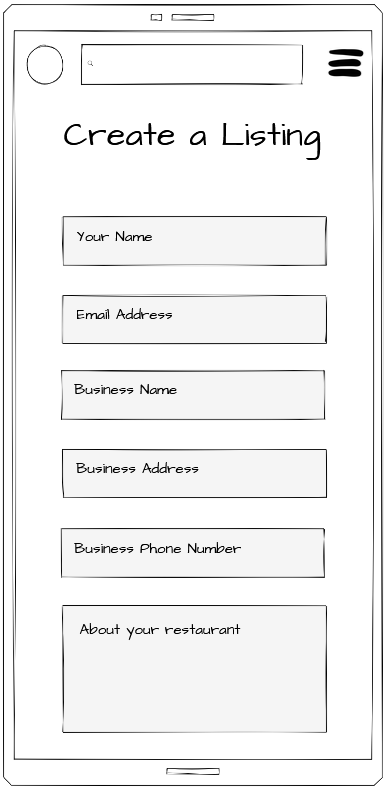 Create a Listing
Your Name
Email Address
Business Name
Business Address
Business Phone Number
About your restaurant